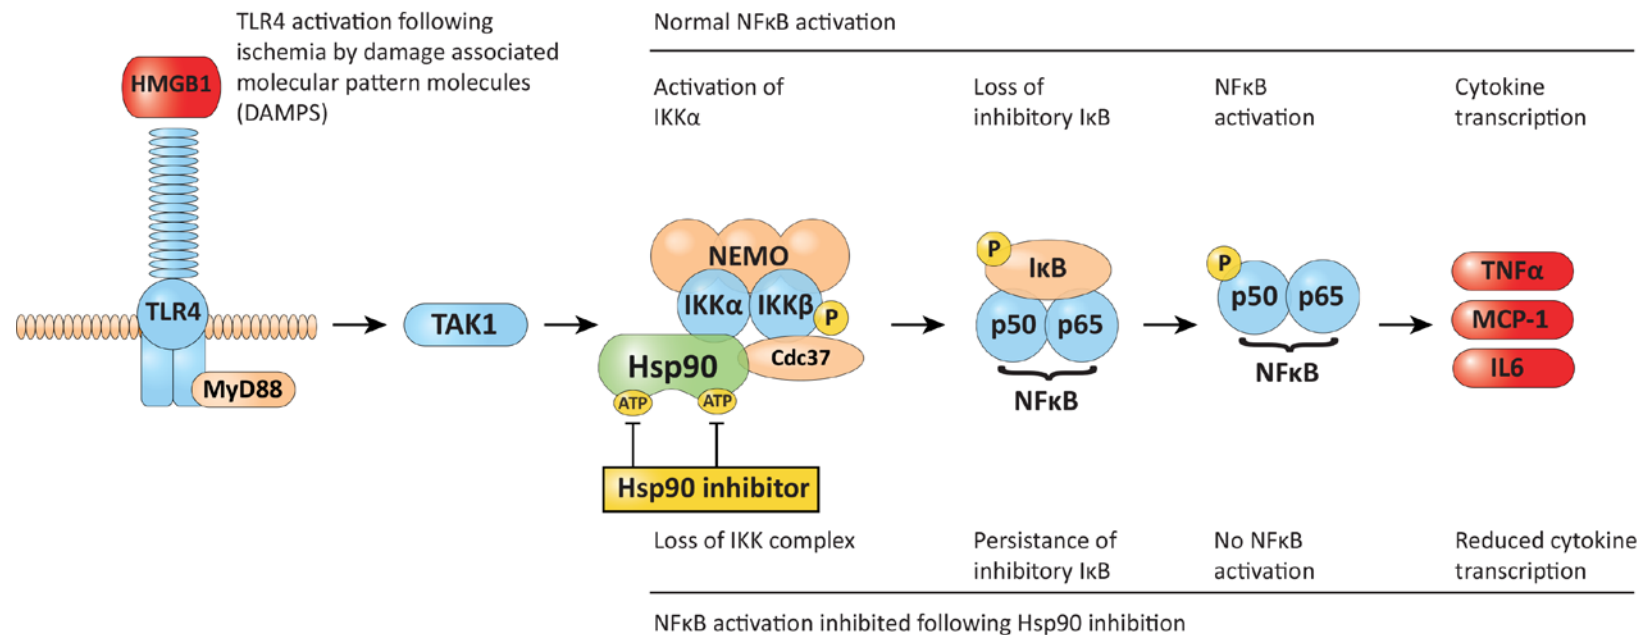 TLR4 activation following
ischemia by damage associated
molecular pattern molecules
(DAMPS)
Normal NFκB activation
Activation of
IKKα
Loss of
inhibitory IκB
NFκB
activation
Cytokine
transcription
HMGB1
TLR4
MyD88
TAK1
NEMO
IKKα
IKKβ
P
Hsp90
Cdc37
ATP
ATP
Hsp90 inhibitor
P
IκB
p50
p65
NFκB
P
p50
p65
NFκB
TNFα
MCP-1
IL6
Loss of IKK complex
Persistance of
inhibitory IκB
No NFκB
activation
Reduced cytokine
transcription
NFκB activation inhibited following Hsp90 inhibition